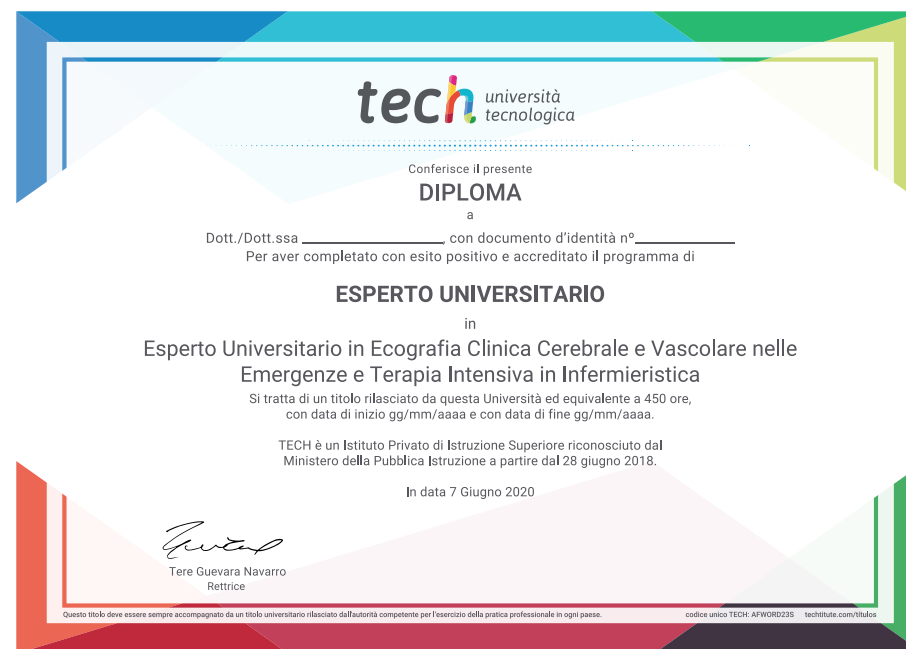 tech università
tecnologica
Conferisce il presente
DIPLOMA
a
Dott./Dott.ssa ____________________, con documento d'identità nº______________
Per aver completato con esito positivo e accreditato il programma di
ESPERTO UNIVERSITARIO
in
Esperto Universitario in Ecografia Clinica Cerebrale e Vascolare nelle
Emergenze e Terapia Intensiva in Infermieristica
Si tratta di un titolo rilasciato da questa Università ed equivalente a 450 ore,
con data di inizio gg/mm/aaaa e con data di fine gg/mm/aaaa.
TECH è un Istituto Privato di Istruzione Superiore riconosciuto dal
Ministero della Pubblica Istruzione a partire dal 28 giugno 2018.
In data 7 Giugno 2020
Tere Guevara Navarro
Rettrice
Questo titolo deve essere sempre accompagnato da un titolo universitario rilasciato dall'autorità competente per l'esercizio della pratica professionale in ogni paese. codice unico TECH: AFWORD23S techtitute.com/titulos